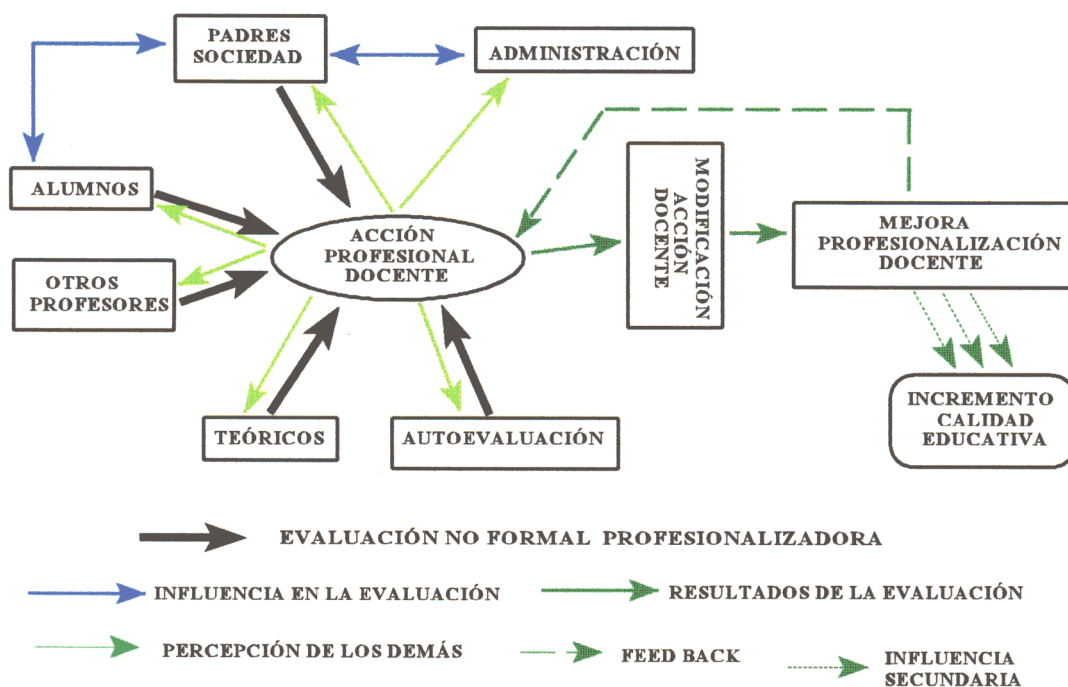 PADRES
SOCIEDAD
ADMINISTRACIÓN
ALUMNOS
OTROS
PROFESORES
ACCIÓN
PROFESIONAL
DOCENTE
MODIFICACIÓN
ACCIÓN
DOCENTE
MEJORA
PROFESIONALIZACIÓN
DOCENTE
TEÓRICOS
AUTOEVALUACIÓN
INCREMENTO
CALIDAD
EDUCATIVA
EVALUACIÓN NO FORMAL PROFESIONALIZADORA
INFLUENCIA EN LA EVALUACIÓN
RESULTADOS DE LA EVALUACIÓN
PERCEPCIÓN DE LOS DEMÁS
FEED BACK
INFLUENCIA
SECUNDARIA